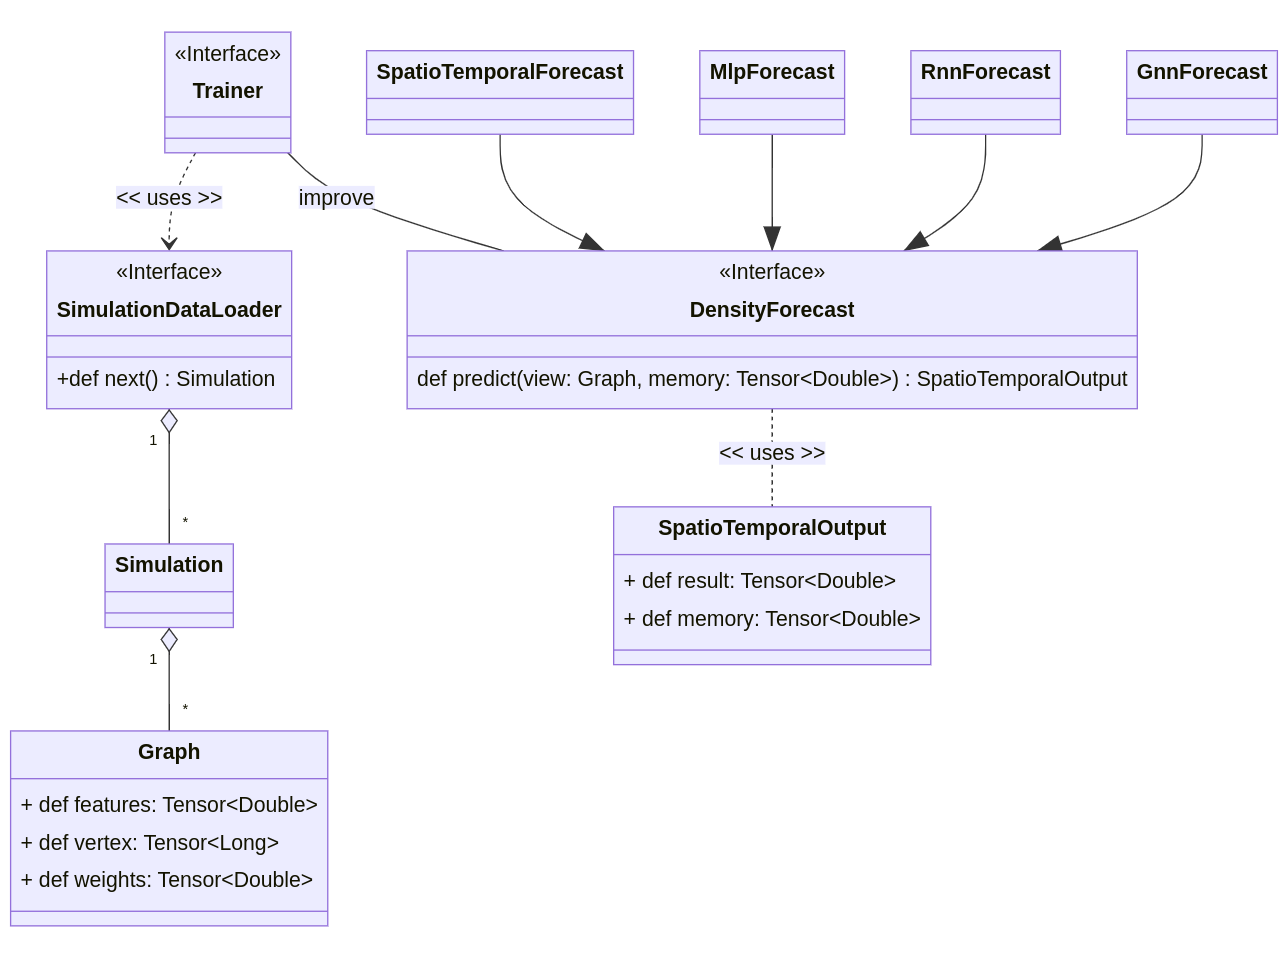 «Interface»
Trainer
SpatioTemporalForecast
MlpForecast
RnnForecast
GnnForecast
<< uses >>
improve
«Interface»
SimulationDataLoader
+def next() : Simulation
«Interface»
DensityForecast
def predict(view: Graph, memory: Tensor<Double>) : SpatioTemporalOutput
1
*
<< uses >>
Simulation
SpatioTemporalOutput
+ def result: Tensor<Double>
+ def memory: Tensor<Double>
1
*
Graph
+ def features: Tensor<Double>
+ def vertex: Tensor<Long>
+ def weights: Tensor<Double>